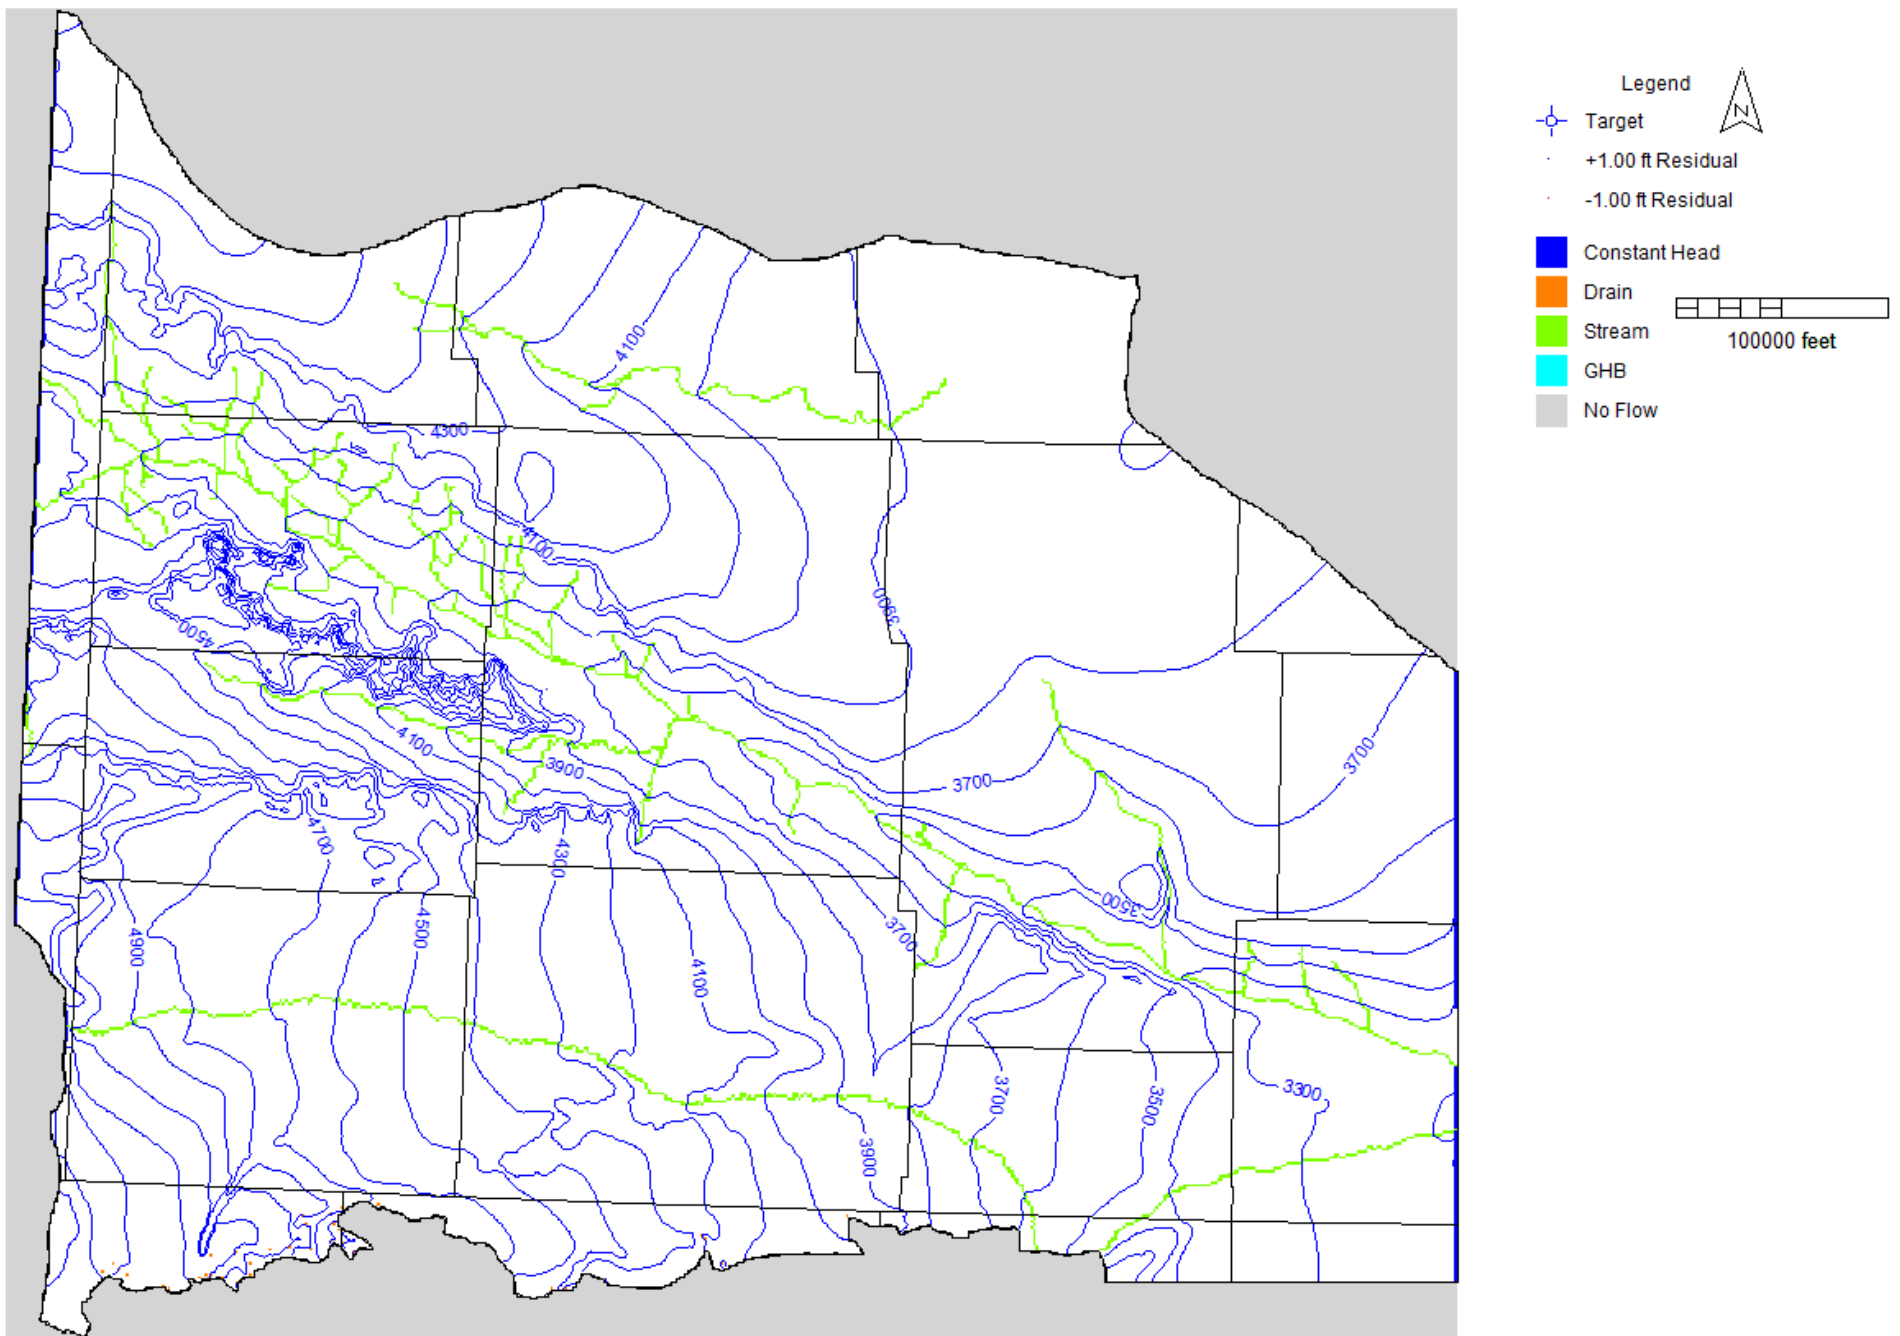 Legend
N
Target
+1.00 ft Residual
-1.00 ft Residual
Constant Head
Drain
Stream
GHB
No Flow
100000 feet
4100
4300
4100
3900
4500
4100
3900
3700
3700
4700
4300
3500
4900
4500
3700
4100
3700
3500
3300
3900